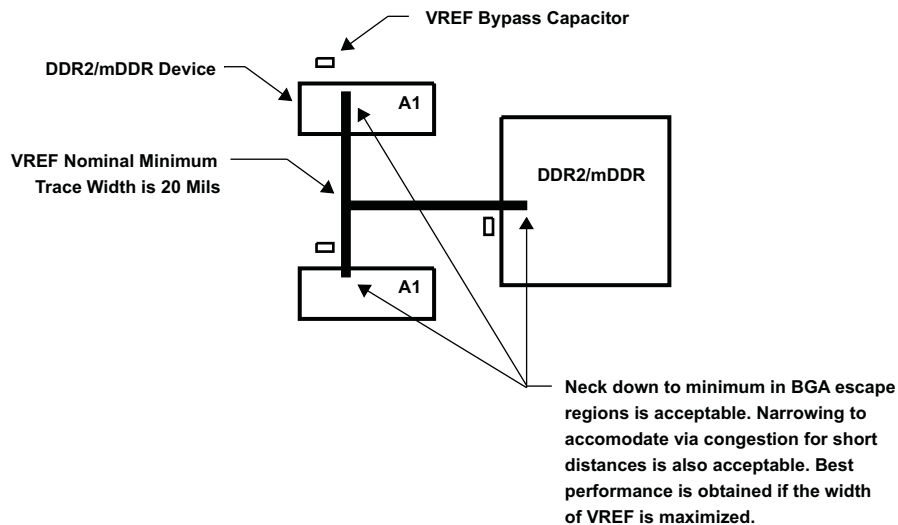 VREF Bypass Capacitor
DDR2/mDDR Device
A1
VREF Nominal Minimum
Trace Width is 20 Mils
DDR2/mDDR
A1
Neck down to minimum in BGA escape
regions is acceptable. Narrowing to
accomodate via congestion for short
distances is also acceptable. Best
performance is obtained if the width
of VREF is maximized.